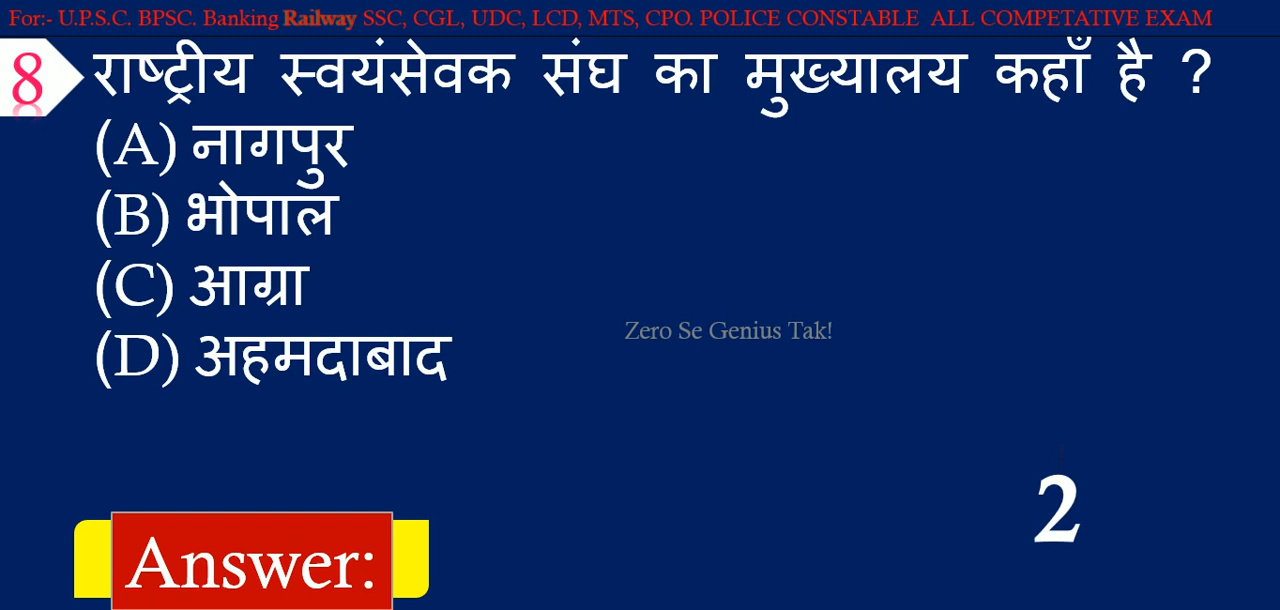 For:- U.P.S.C. BPSC. Banking Railway SSC, CGL, UDC, LCD, MTS, CPO. POLICE CONSTABLE ALL COMPETATIVE EXAM
8 राष्ट्रीय स्वयंसेवक संघ का मुख्यालय कहाँ है ?
(A) नागपुर
(B) भोपाल
(C) आग्रा
(D) अहमदाबाद
Zero Se Genius Tak!
2
Answer: